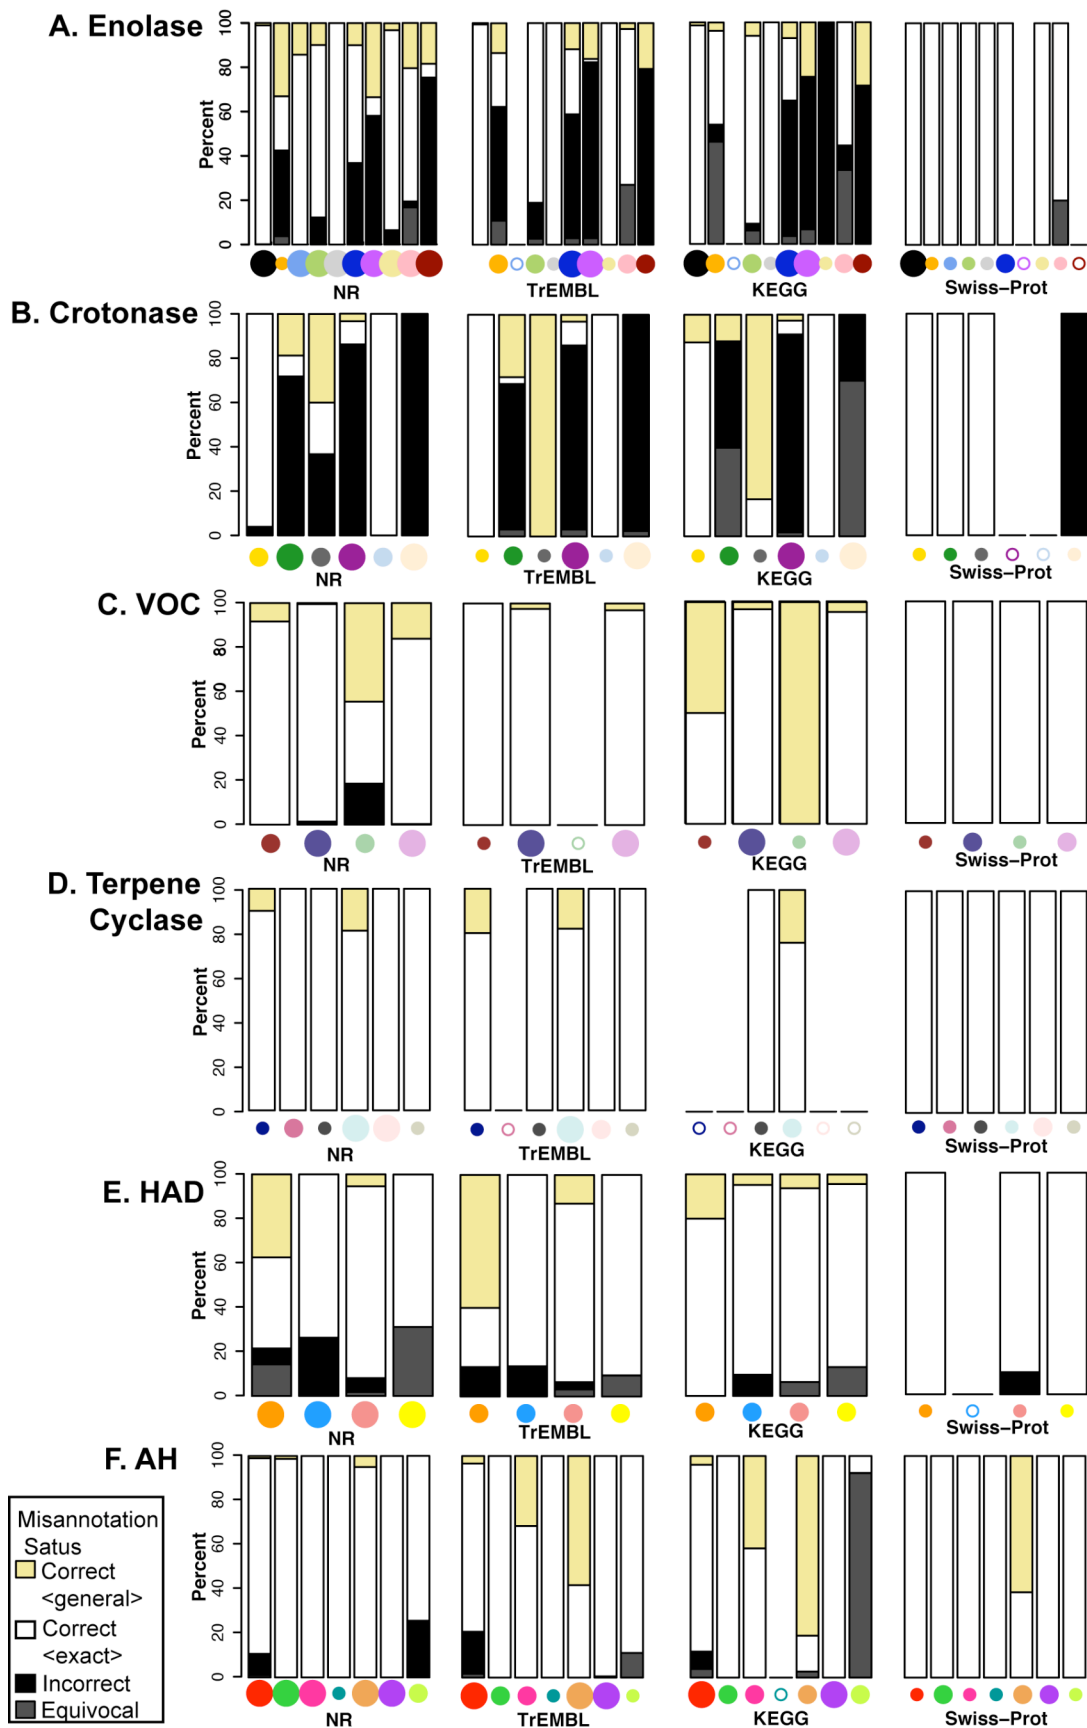 A. Enolase
Percent
0 20 40 60 80 100
NR
TrEMBL
KEGG
Swiss-Prot
B. Crotonase
Percent
0 20 40 60 80 100
NR
TrEMBL
KEGG
Swiss-Prot
C. VOC
Percent
0 20 40 60 80 100
NR
TrEMBL
KEGG
Swiss-Prot
D. Terpene
Cyclase
Percent
0 20 40 60 80 100
NR
TrEMBL
KEGG
Swiss-Prot
E. HAD
Percent
0 20 40 60 80 100
NR
TrEMBL
KEGG
Swiss-Prot
F. AH
Percent
0 20 40 60 80 100
NR
TrEMBL
KEGG
Swiss-Prot
Misannotation
Satus
Correct
<general>
Correct
<exact>
Incorrect
Equivocal